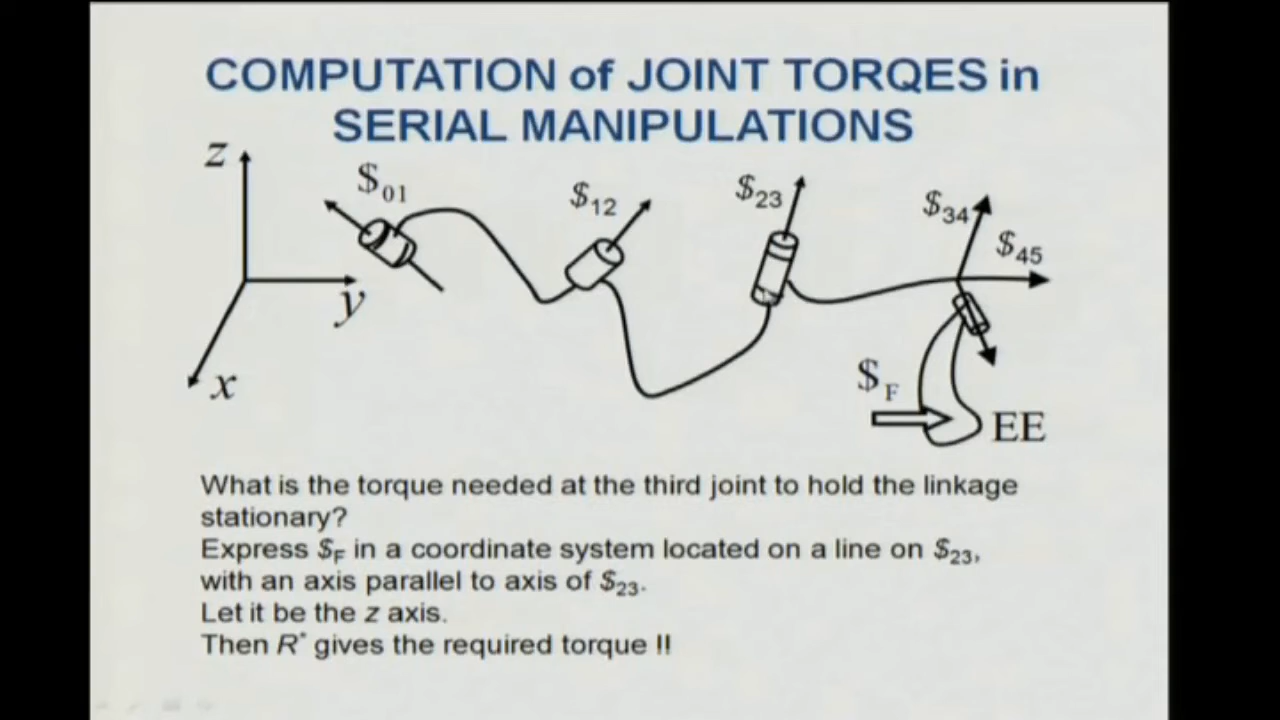 COMPUTATION of JOINT TORQES in
SERIAL MANIPULATIONS
z
$01
$12
$23
$34
$45
y
x
$F
EE
What is the torque needed at the third joint to hold the linkage
stationary?
Express $F in a coordinate system located on a line on $23,
with an axis parallel to axis of $23.
Let it be the z axis.
Then R* gives the required torque !!